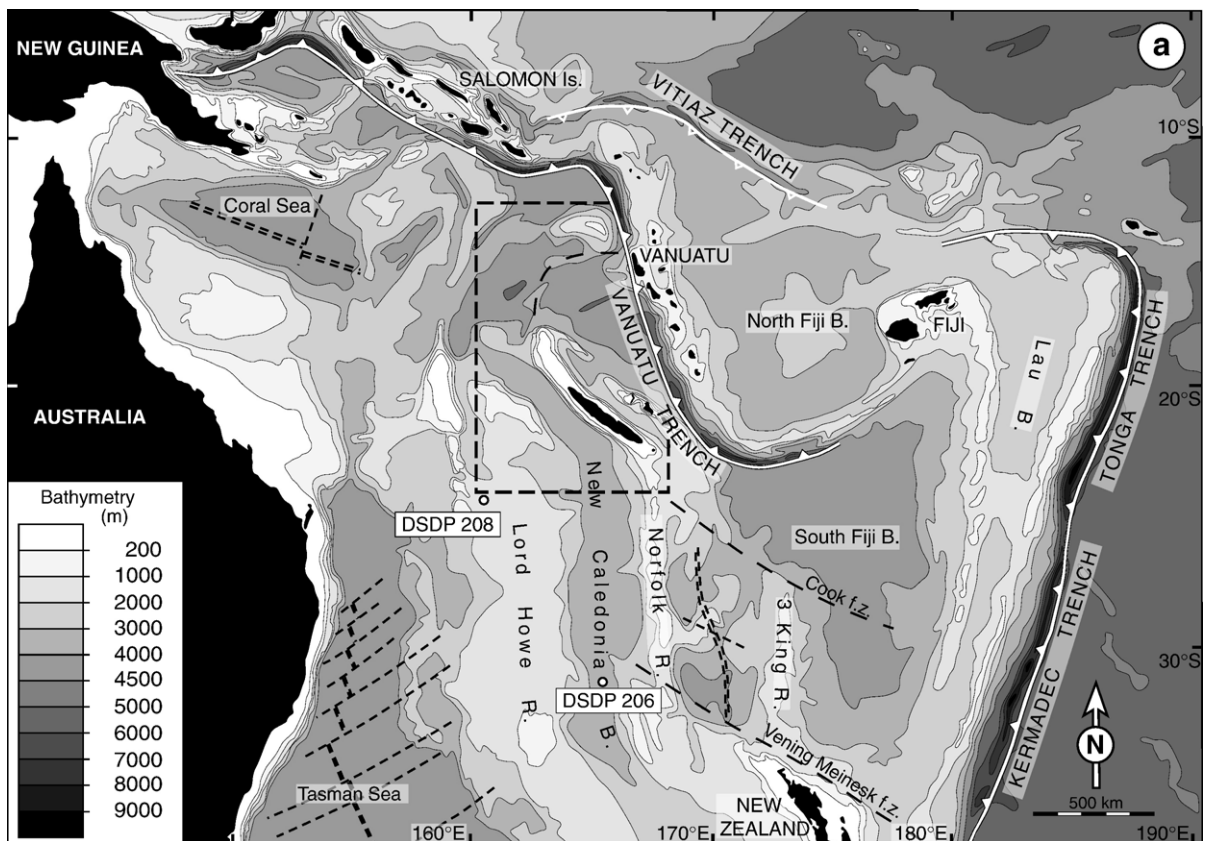 NEW GUINEA
a
SALOMON Is.
VITIAZ TRENCH
10°S
Coral Sea
VANUATU
VANUATU TRENCH
North Fiji B.
FIJI
Lau B.
TONGA TRENCH
20°S
AUSTRALIA
Bathymetry
(m)
200
1000
2000
3000
4000
4500
5000
6000
7000
8000
9000
DSDP 208
New Caledonia B.
Lord Howe R.
Norfolk R.
South Fiji B.
Cook f.z.
3 King R.
KERMADEC TRENCH
30°S
DSDP 206
N
Vening Meinesk f.z.
Tasman Sea
NEW
ZEALAND
500 km
160°E
170°E
180°E
190°E